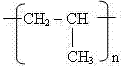 CH₂ – CH
CH₃
n